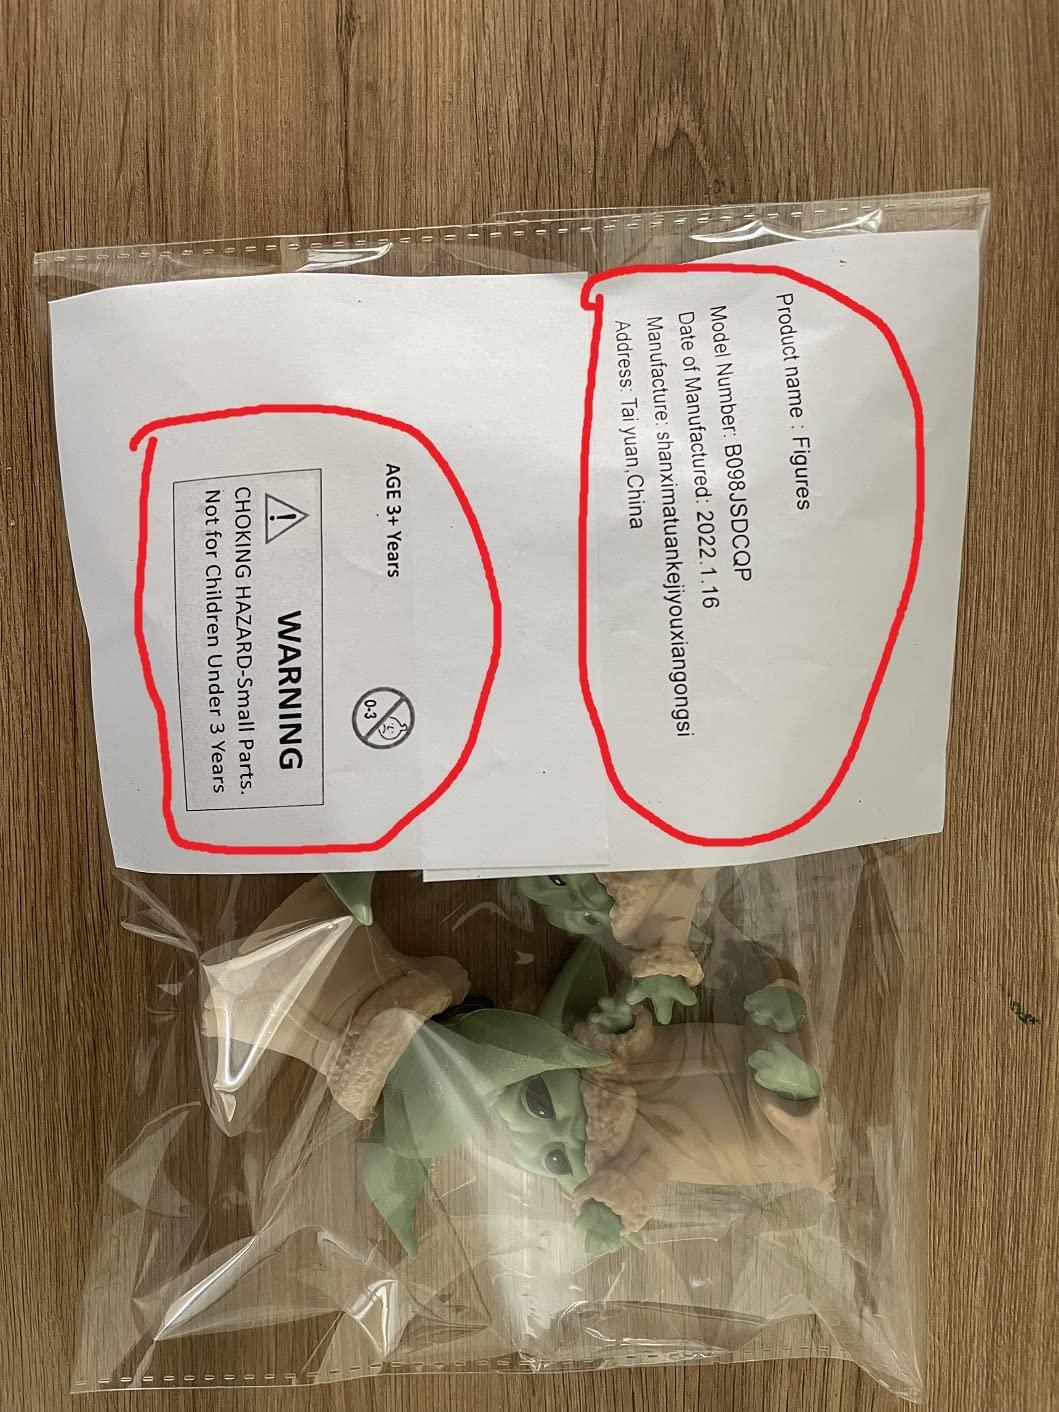 Product name : Figures
Model Number: B098JSDCQP
Date of Manufactured: 2022.1.16
Manufacture: shanximatuankejiyouxiangongsi
Address: Tai yuan,China
AGE 3+ Years
0-3
WARNING
CHOKING HAZARD-Small Parts.
Not for Children Under 3 Years